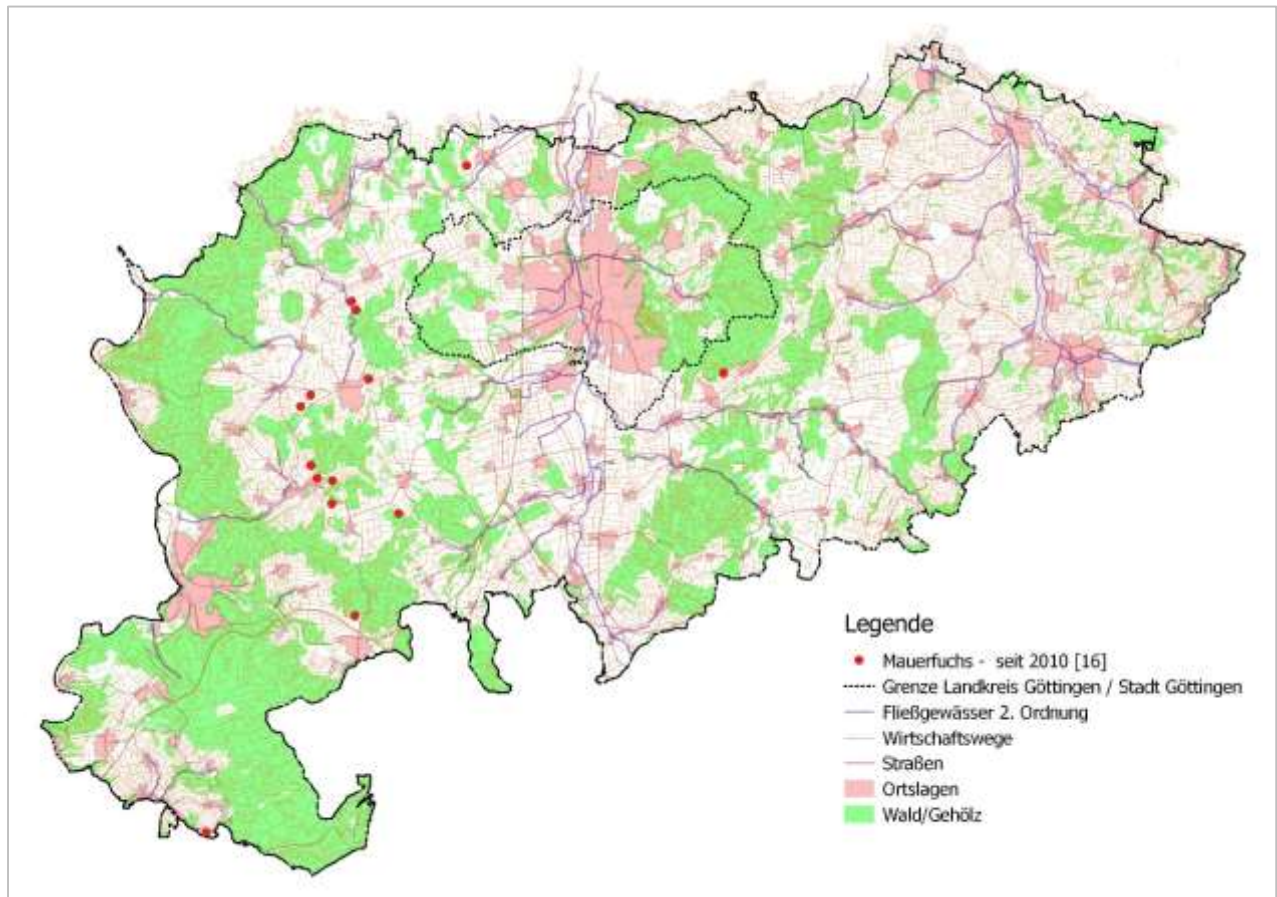 Legende
Mauerfuchs - seit 2010 [16]
Grenze Landkreis Göttingen / Stadt Göttingen
Fließgewässer 2. Ordnung
Wirtschaftswege
Straßen
Ortslagen
Wald/Gehölz